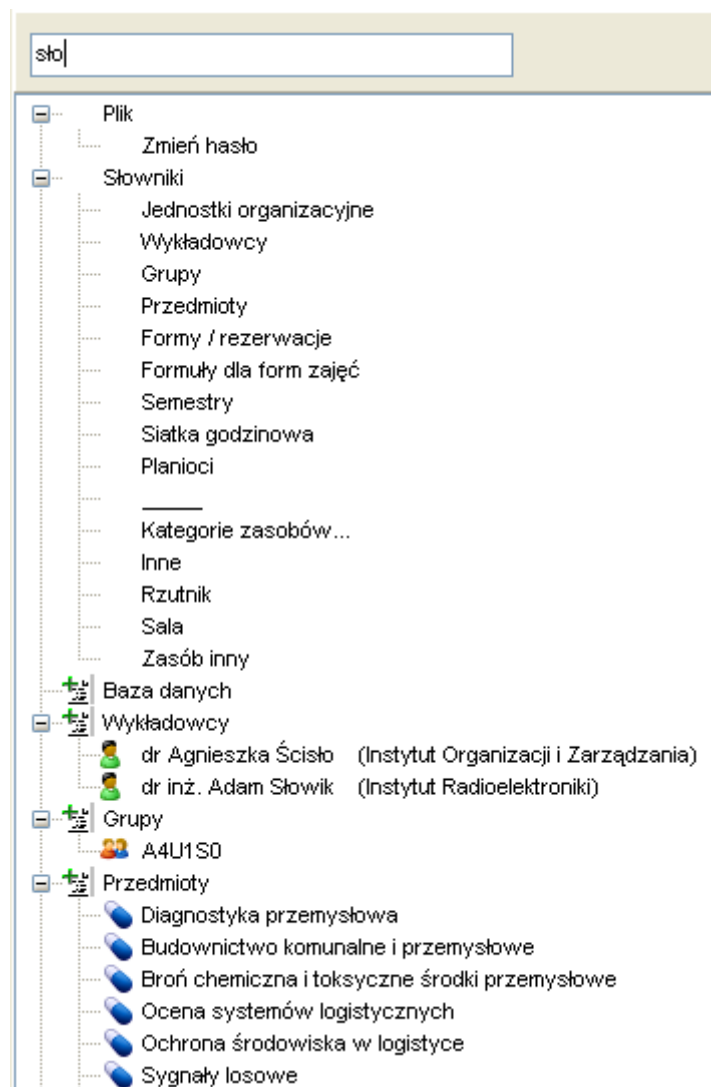 sło
Plik
Zmień hasło
Słowniki
Jednostki organizacyjne
Wykładowcy
Grupy
Przedmioty
Formy / rezerwacje
Formuły dla form zajęć
Semestry
Siatka godzinowa
Planioci
_____
Kategorie zasobów...
Inne
Rzutnik
Sala
Zasób inny
Baza danych
Wykładowcy
dr Agnieszka Ścisło (Instytut Organizacji i Zarządzania)
dr inż. Adam Słowik (Instytut Radioelektroniki)
Grupy
A4U1S0
Przedmioty
Diagnostyka przemysłowa
Budownictwo komunalne i przemysłowe
Broń chemiczna i toksyczne środki przemysłowe
Ocena systemów logistycznych
Ochrona środowiska w logistyce
Sygnały losowe